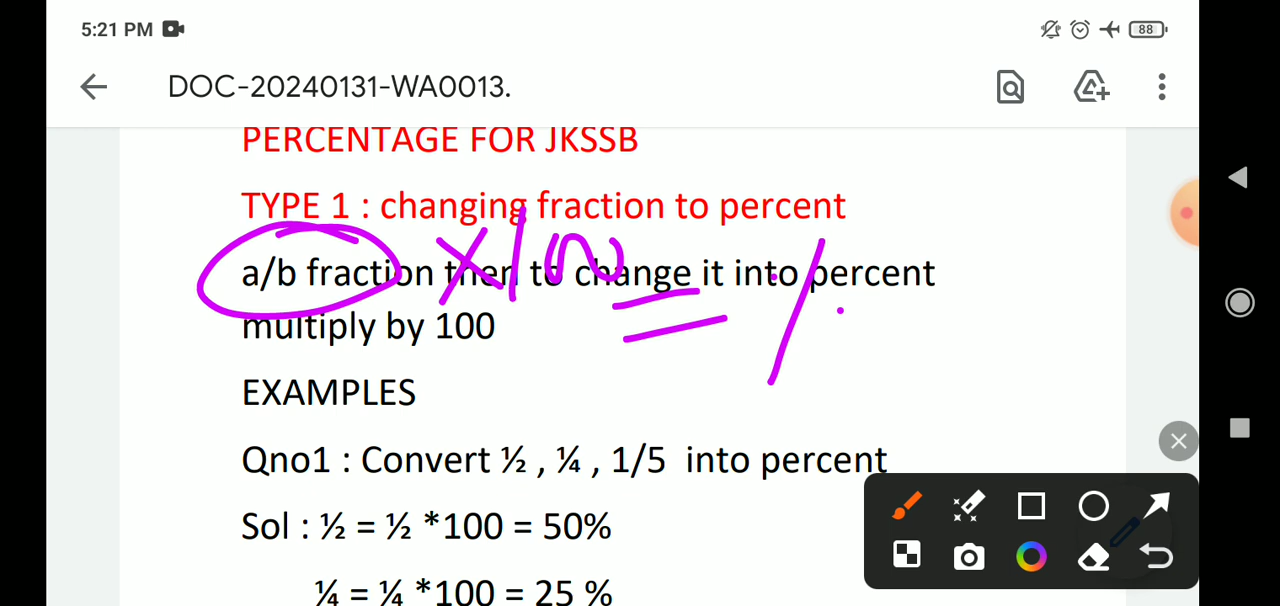 5:21 PM
88
DOC-20240131-WA0013.
PERCENTAGE FOR JKSSB
TYPE 1 : changing fraction to percent
a/b fraction then to change it into percent
x100 = %
multiply by 100
EXAMPLES
Qno1 : Convert ½ , ¼ , 1/5 into percent
Sol : ½ = ½ *100 = 50%
¼ = ¼ *100 = 25 %